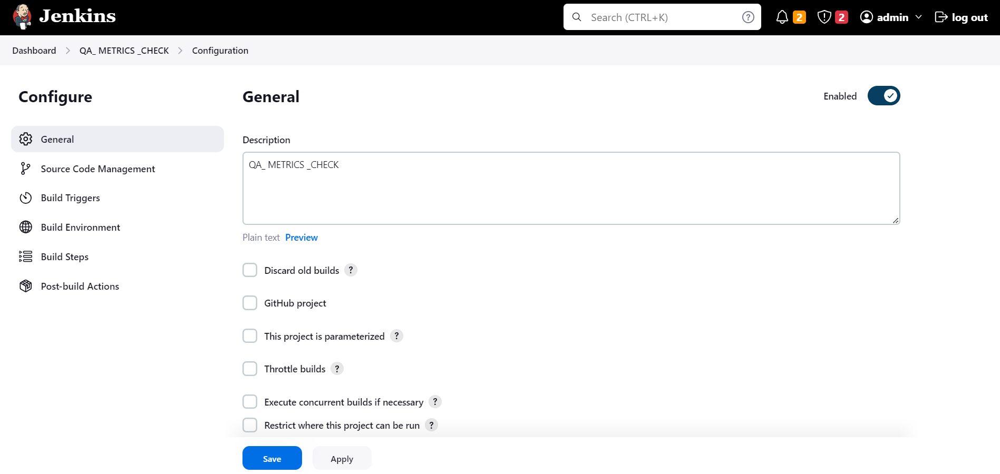 Jenkins
Search (CTRL+K) ?
2
2
admin
log out
Dashboard > QA_ METRICS _CHECK > Configuration
Configure
General
Source Code Management
Build Triggers
Build Environment
Build Steps
Post-build Actions
General
Enabled
Description
QA_ METRICS _CHECK
Plain text Preview
Discard old builds ?
GitHub project
This project is parameterized ?
Throttle builds ?
Execute concurrent builds if necessary ?
Restrict where this project can be run ?
Save
Apply